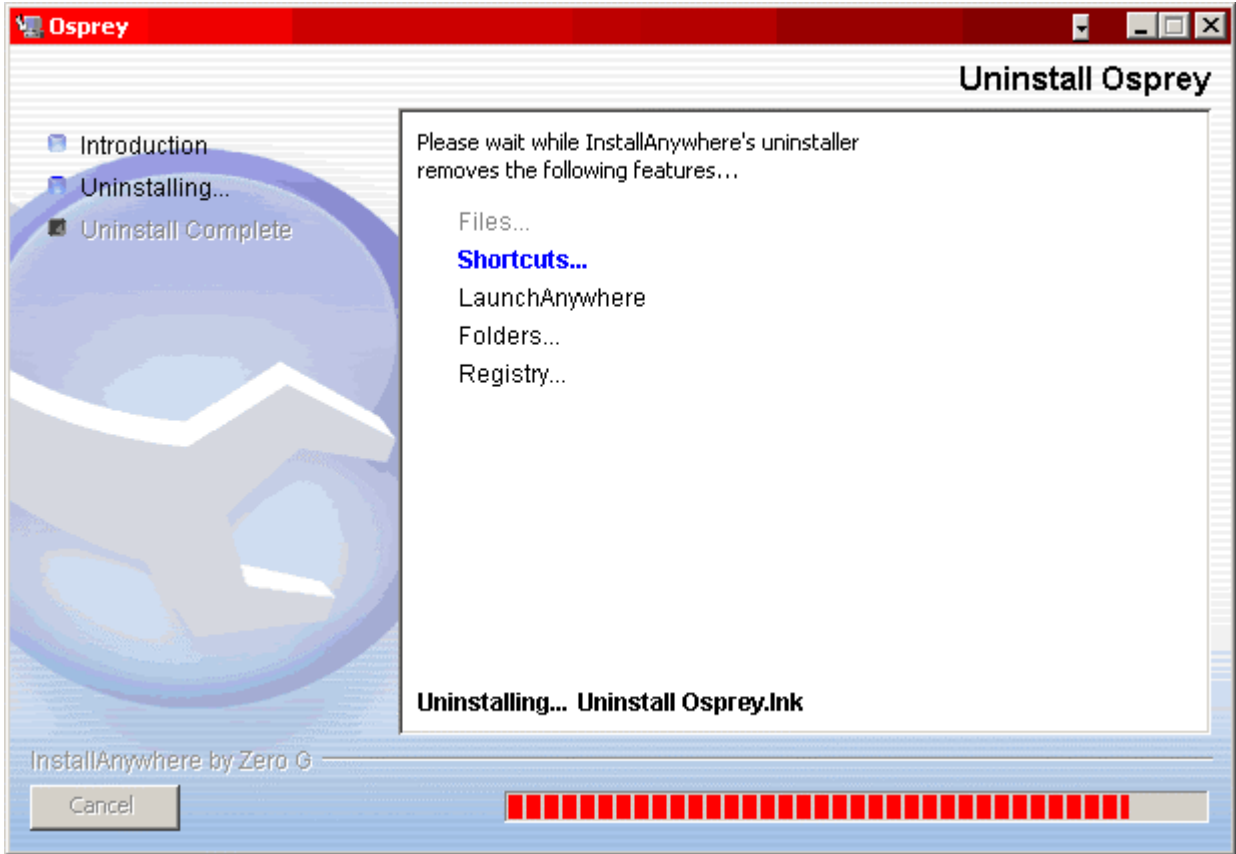 Osprey
Uninstall Osprey
Introduction
Uninstalling...
Uninstall Complete
Please wait while InstallAnywhere's uninstaller
removes the following features...
Files...
Shortcuts...
LaunchAnywhere
Folders...
Registry...
Uninstalling... Uninstall Osprey.lnk
InstallAnywhere by Zero G
Cancel